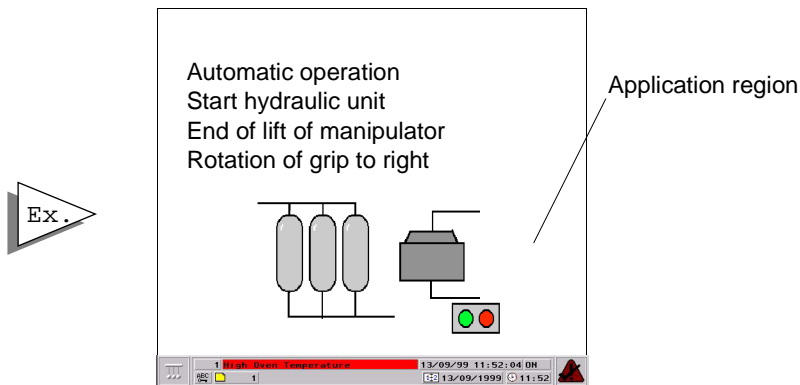 Automatic operation
Start hydraulic unit
End of lift of manipulator
Rotation of grip to right
Application region
Ex.
1 High Oven Temperature 13/09/99 11:52:04 ON
ABC 1 13/09/1999 11:52